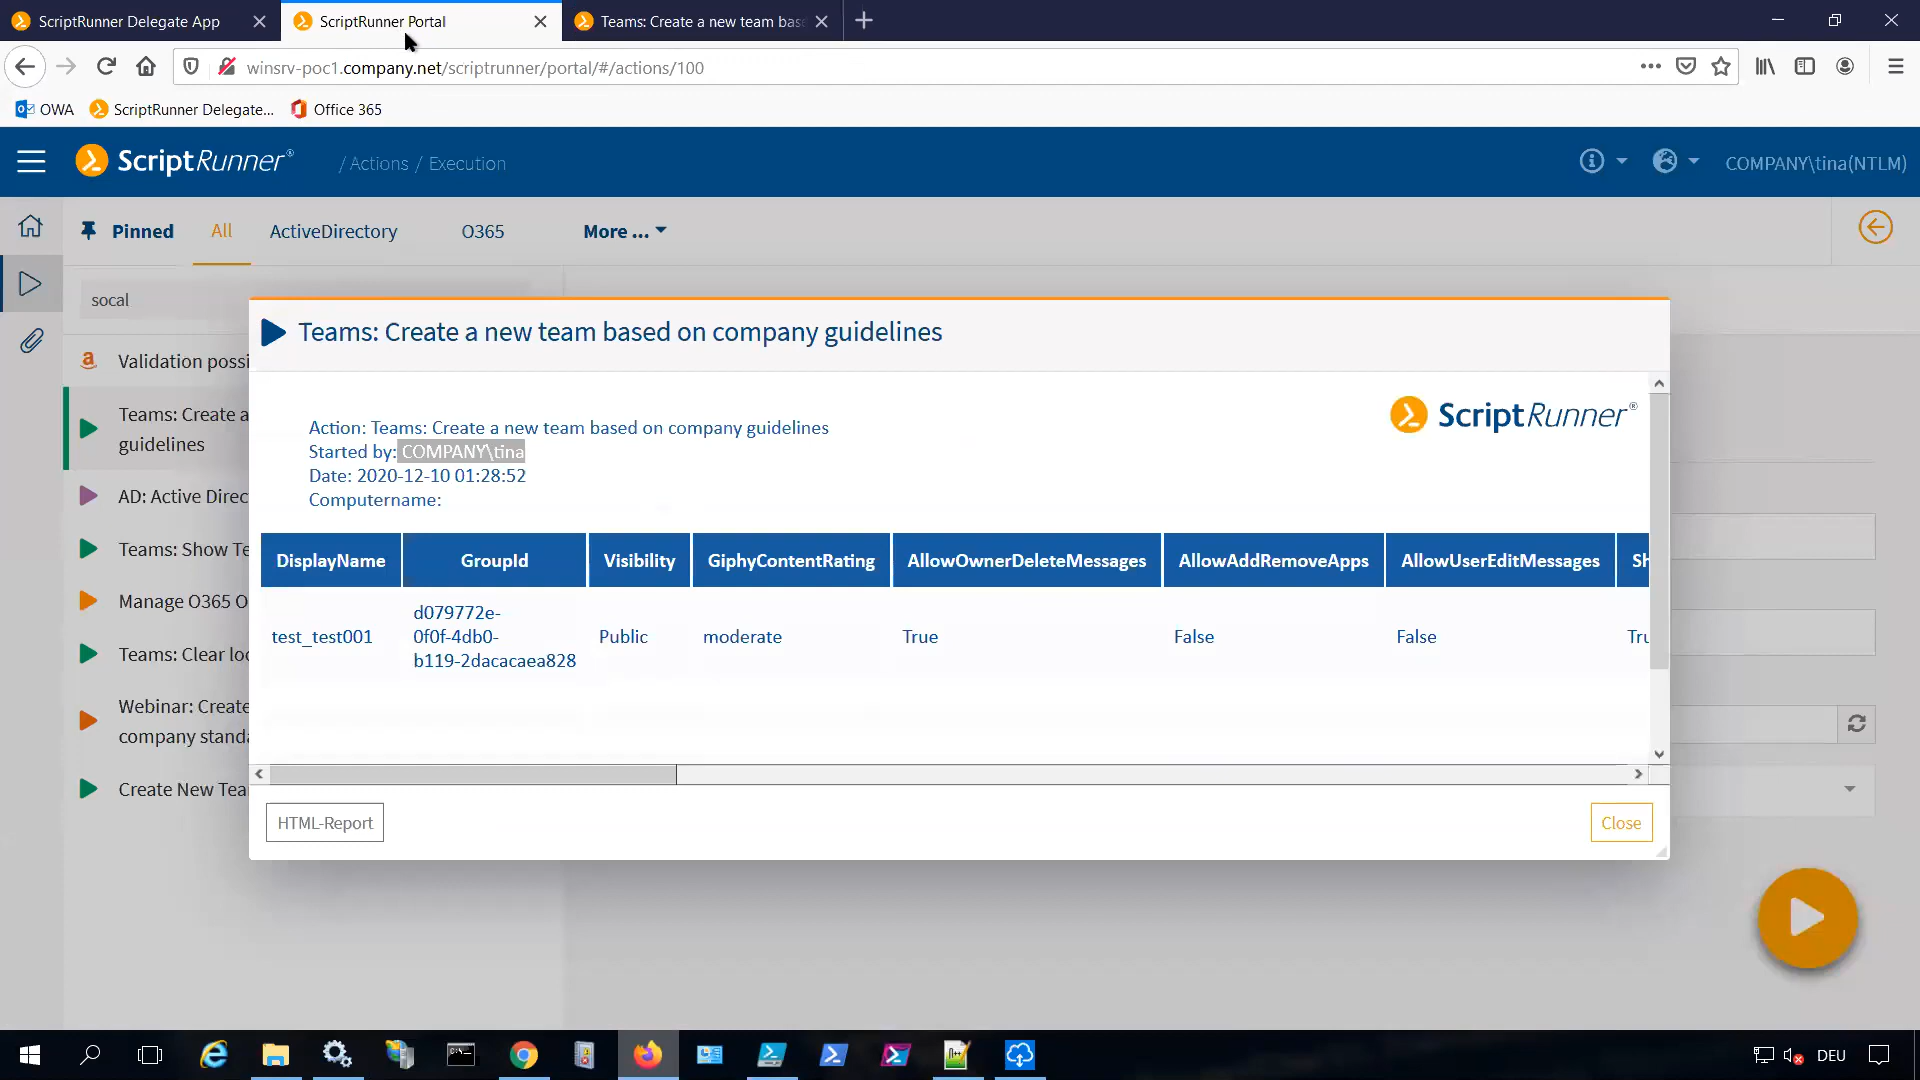 ScriptRunner Delegate App
ScriptRunner Portal
Teams: Create a new team bas
winsrv-poc1.company.net/scriptrunner/portal/#/actions/100
OWA
ScriptRunner Delegate...
Office 365
ScriptRunner®
/ Actions / Execution
COMPANY\tina(NTLM)
Pinned
All
ActiveDirectory
O365
More ...
socal
Validation possi
Teams: Create a
guidelines
AD: Active Direc
Teams: Show Te
Manage O365 O
Teams: Clear loc
Webinar: Create
company standa
Create New Tea
Teams: Create a new team based on company guidelines
ScriptRunner®
Action: Teams: Create a new team based on company guidelines
Started by: COMPANY\tina
Date: 2020-12-10 01:28:52
Computername:
DisplayName GroupId Visibility GiphyContentRating AllowOwnerDeleteMessages AllowAddRemoveApps AllowUserEditMessages Sh
d079772e-
test_test001 0f0f-4db0- Public moderate True False False Tru
b119-2dacacaea828
HTML-Report
Close
DEU